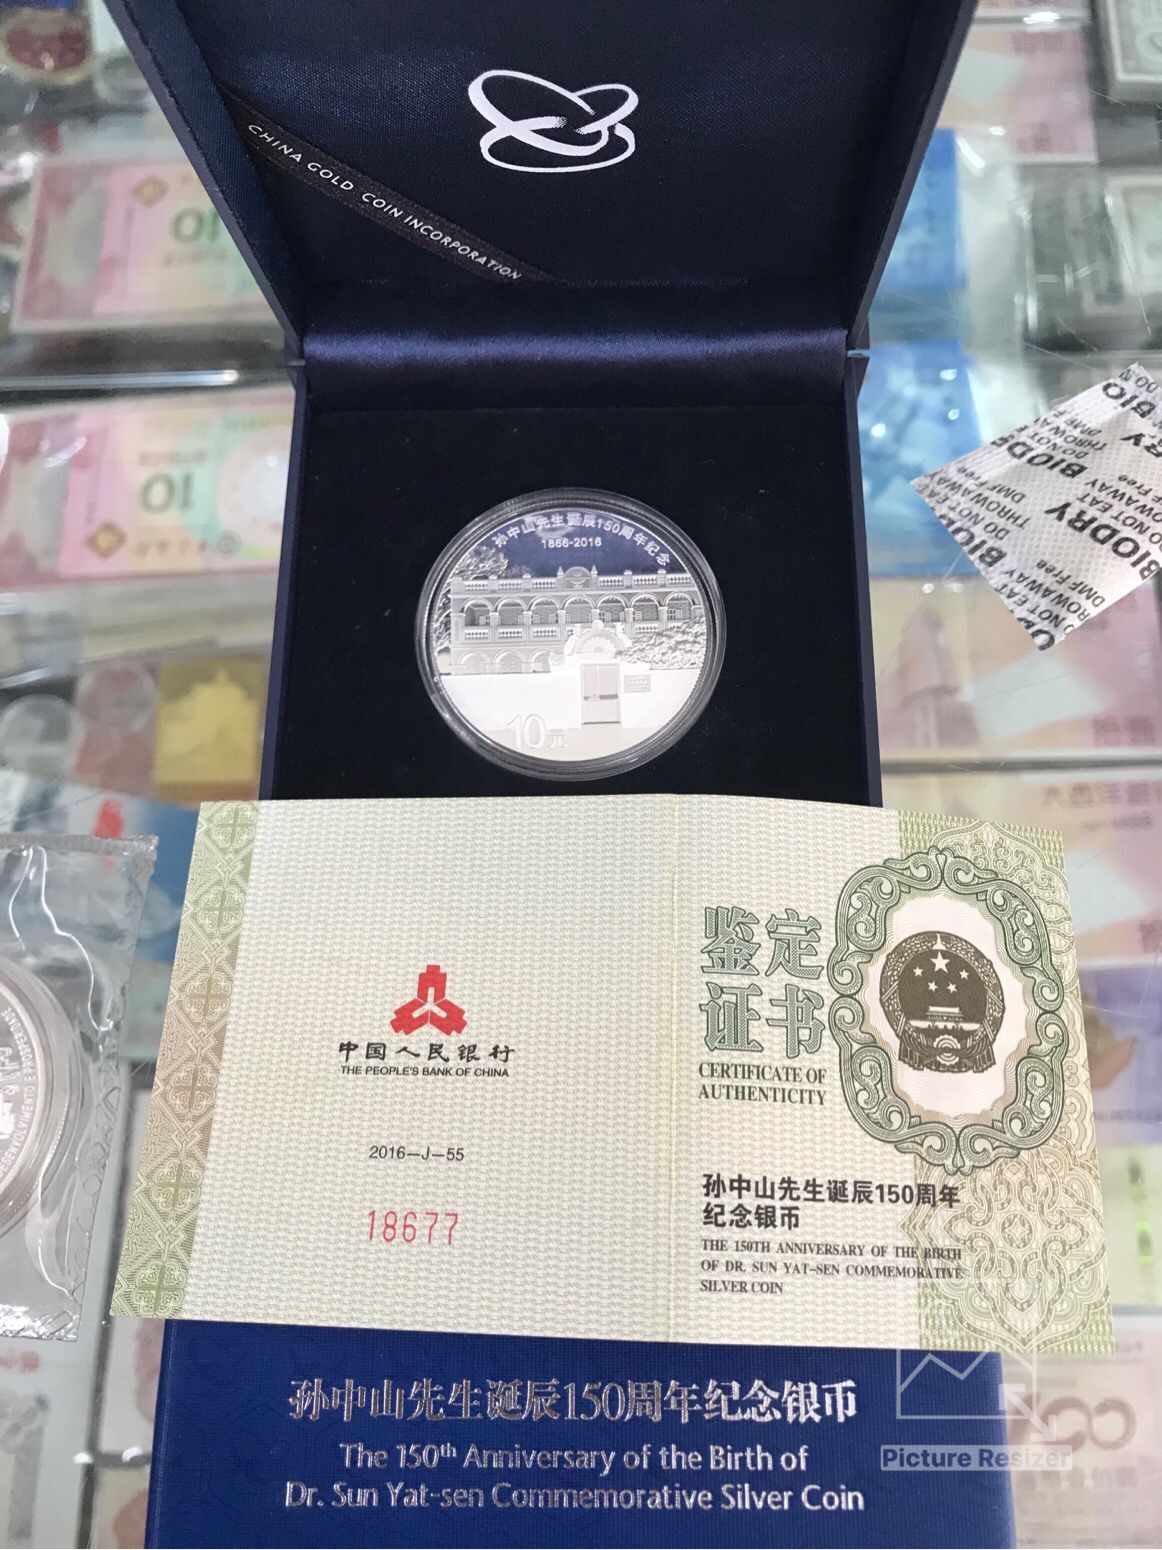 CHINA GOLD COIN INCORPORATION
孙中山先生诞辰150周年纪念
1866-2016
10元
BIODRY
DO NOT EAT
THROWAWAY
DMF Free
10
10
鉴定
证书
CERTIFICATE OF
AUTHENTICITY
中国人民银行
THE PEOPLE'S BANK OF CHINA
2016-J-55
18677
孙中山先生诞辰150周年
纪念银币
THE 150TH ANNIVERSARY OF THE BIRTH
OF DR. SUN YAT-SEN COMMEMORATIVE
SILVER COIN
孙中山先生诞辰150周年纪念银币
The 150th Anniversary of the Birth of
Dr. Sun Yat-sen Commemorative Silver Coin
Picture Resizer